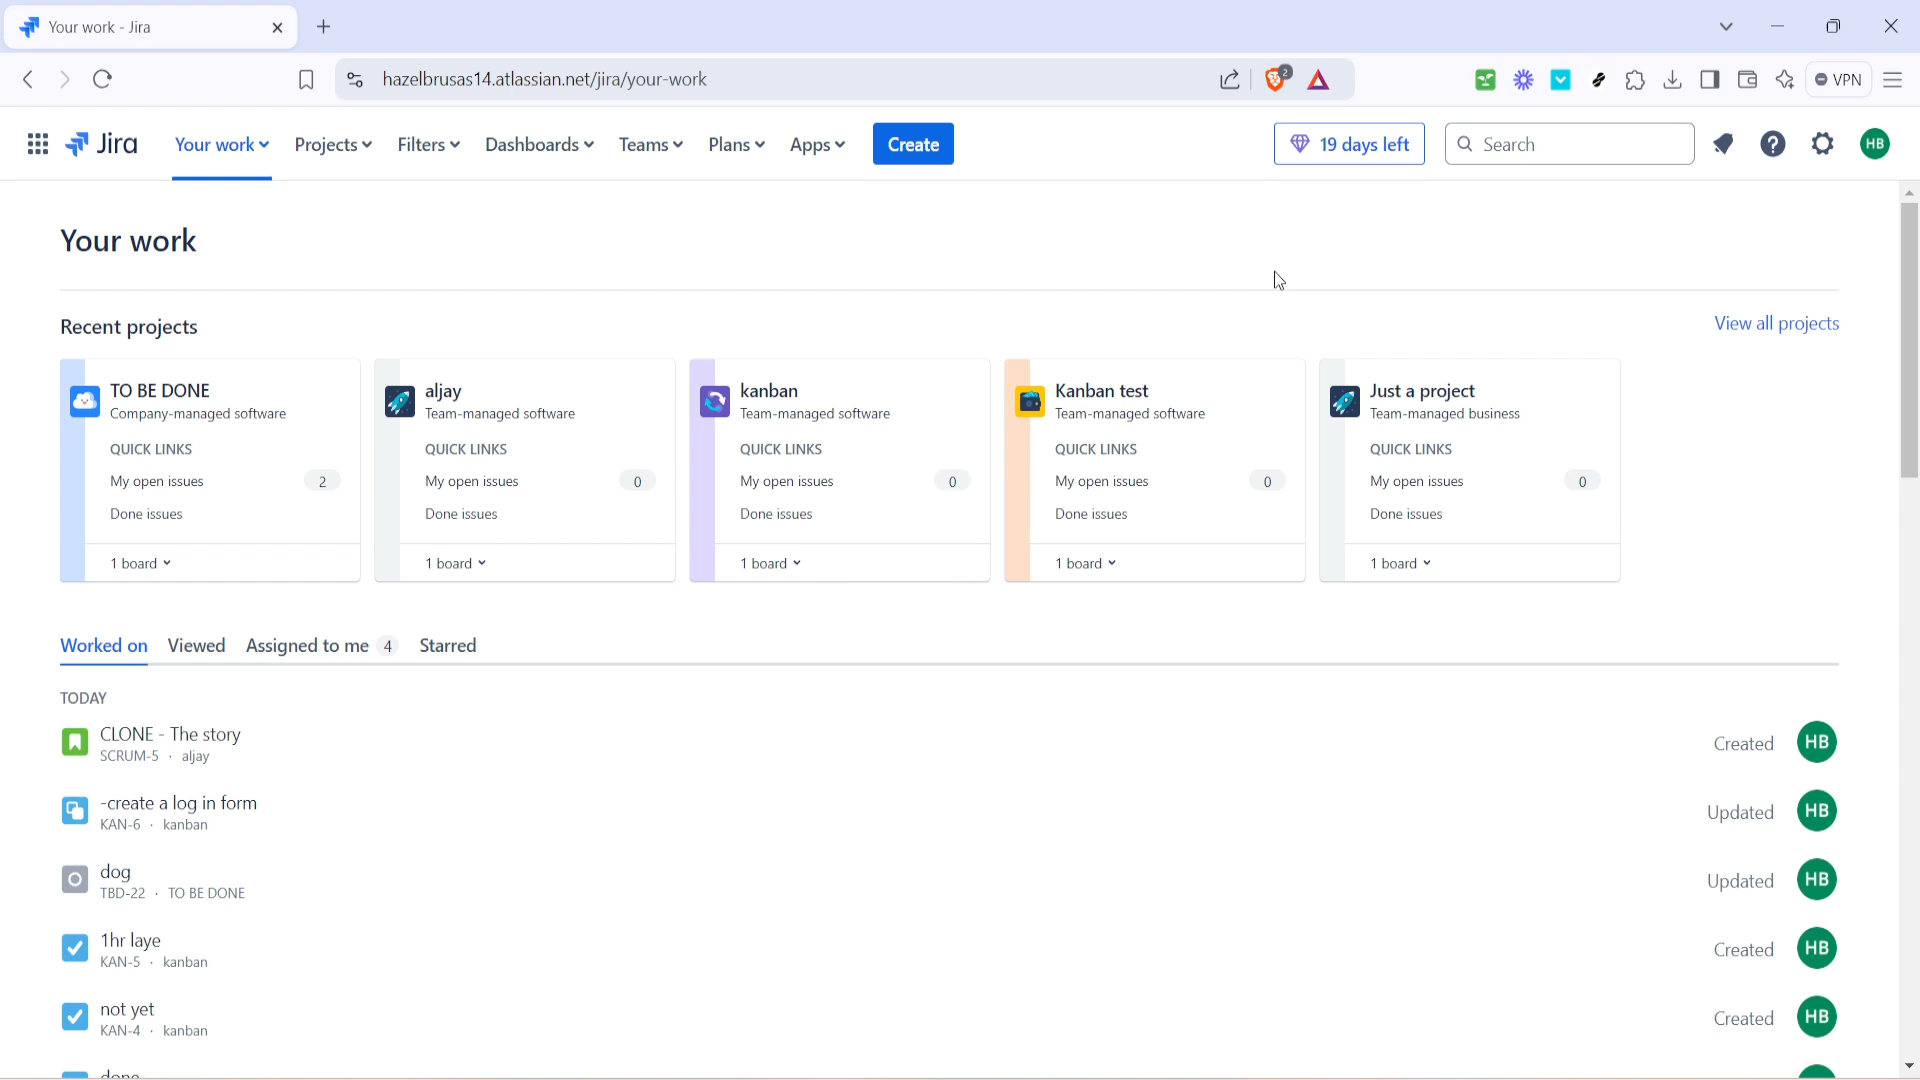 Your work - Jira
hazelbrusas14.atlassian.net/jira/your-work
2
VPN
Jira
Your work
Projects
Filters
Dashboards
Teams
Plans
Apps
Create
19 days left
Search
HB
Your work
Recent projects
View all projects
TO BE DONE
Company-managed software
QUICK LINKS
My open issues 2
Done issues
1 board
aljay
Team-managed software
QUICK LINKS
My open issues 0
Done issues
1 board
kanban
Team-managed software
QUICK LINKS
My open issues 0
Done issues
1 board
Kanban test
Team-managed software
QUICK LINKS
My open issues 0
Done issues
1 board
Just a project
Team-managed business
QUICK LINKS
My open issues 0
Done issues
1 board
Worked on Viewed Assigned to me 4 Starred
TODAY
CLONE - The story
SCRUM-5 · aljay
Created HB
-create a log in form
KAN-6 · kanban
Updated HB
dog
TBD-22 · TO BE DONE
Updated HB
1hr laye
KAN-5 · kanban
Created HB
not yet
KAN-4 · kanban
Created HB